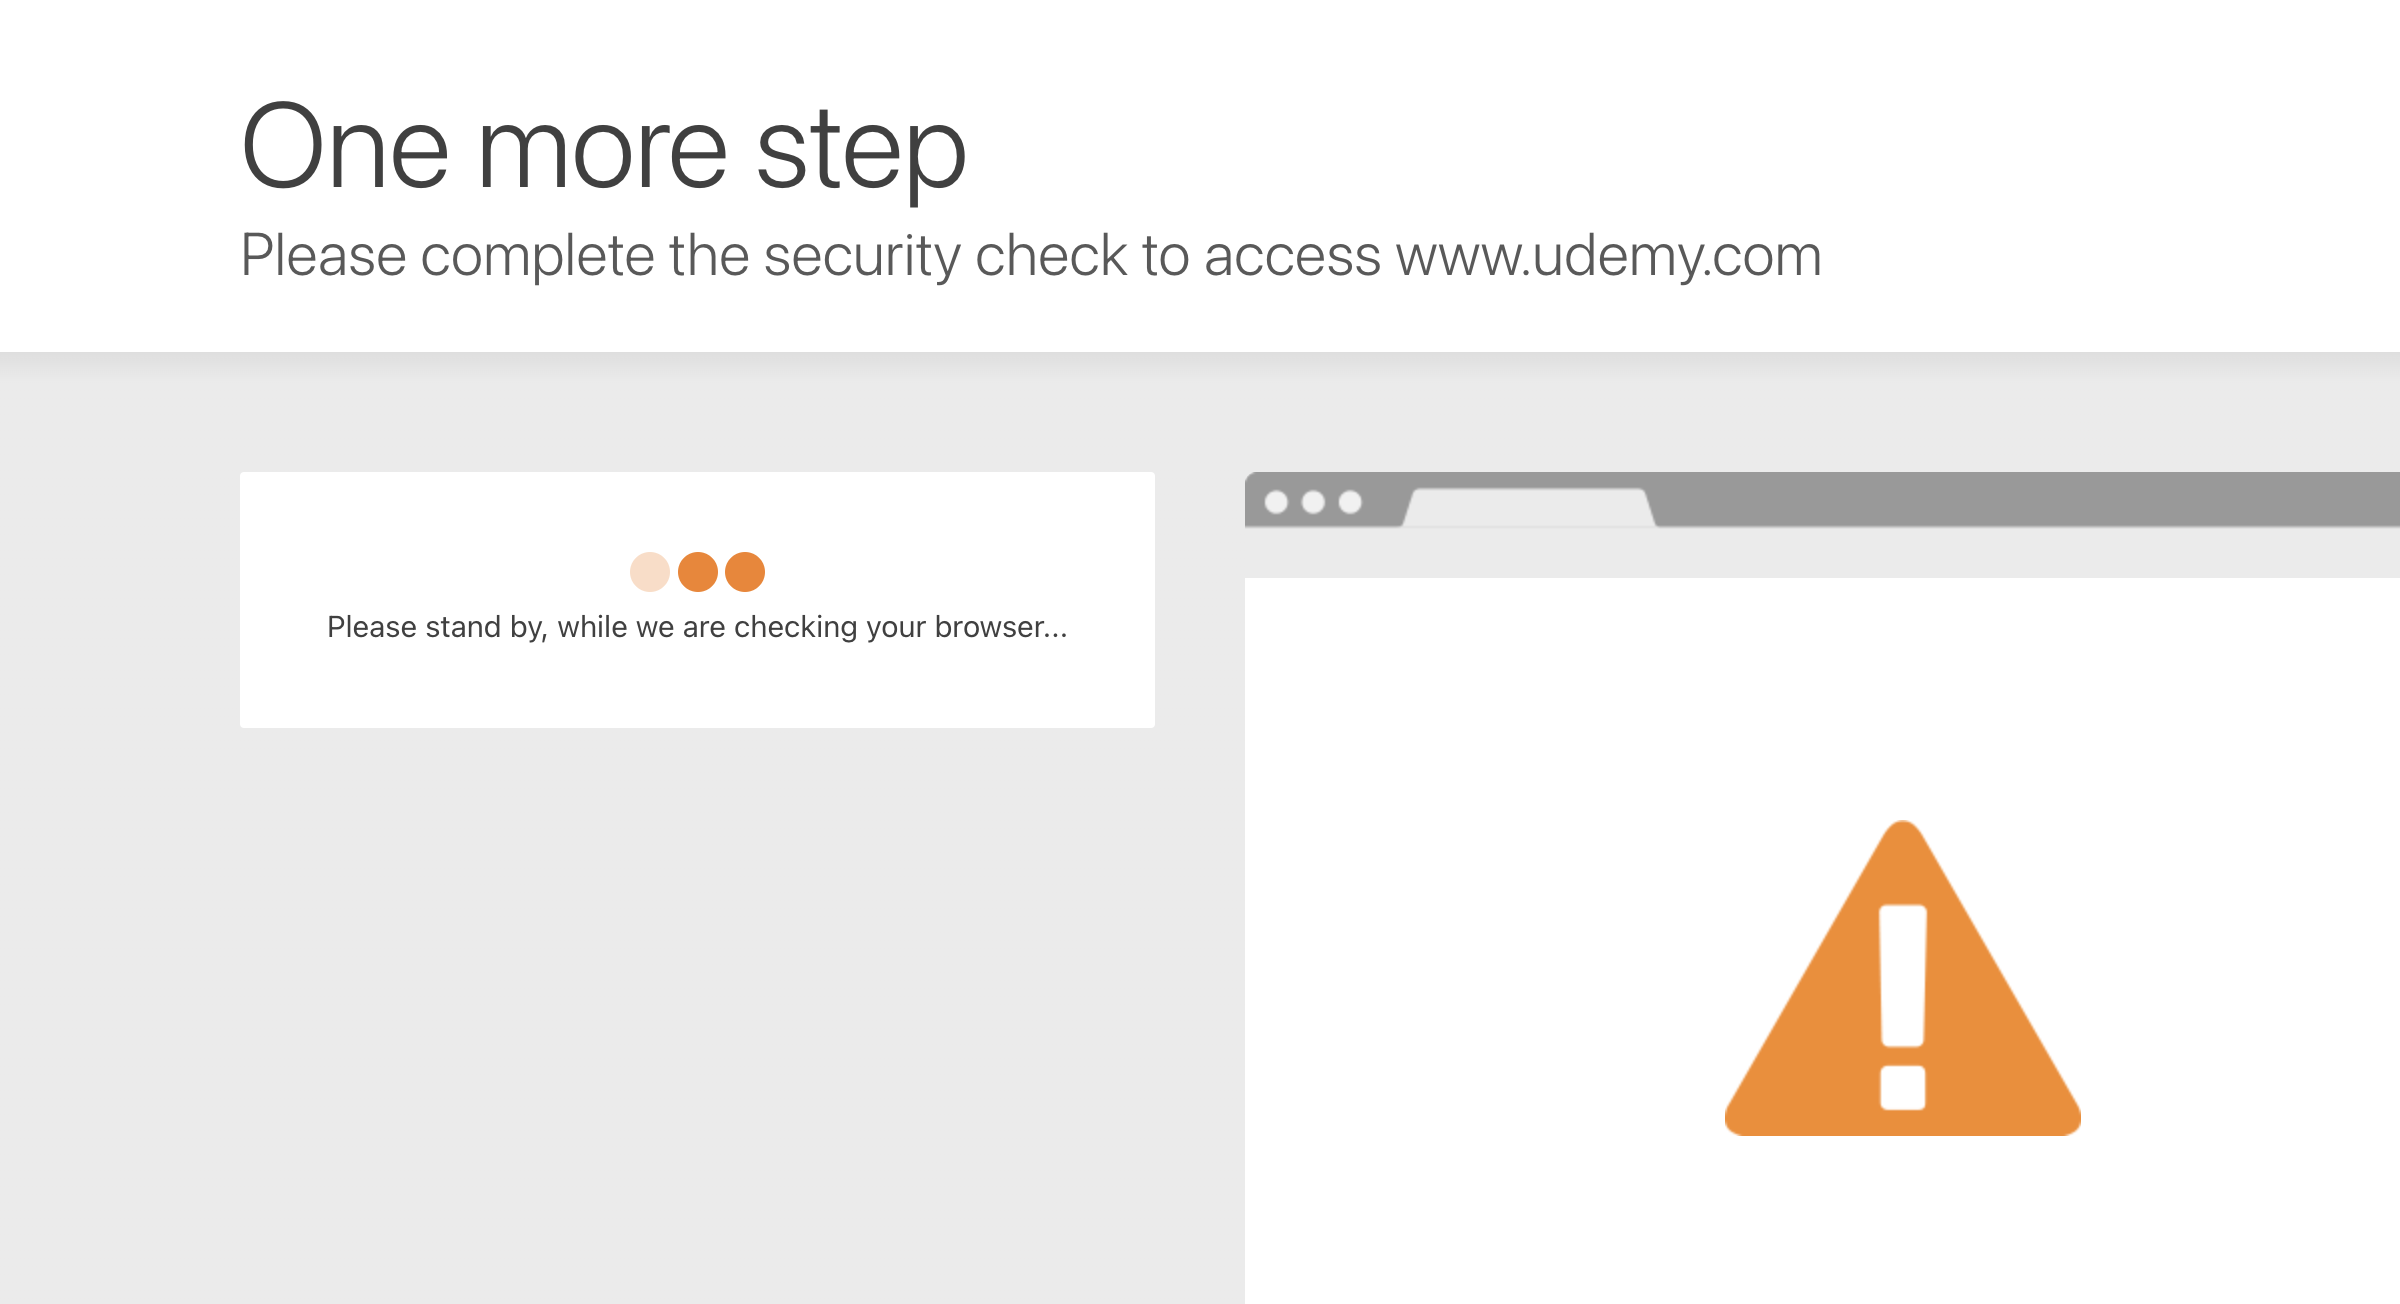 One more step
Please complete the security check to access www.udemy.com
Please stand by, while we are checking your browser...